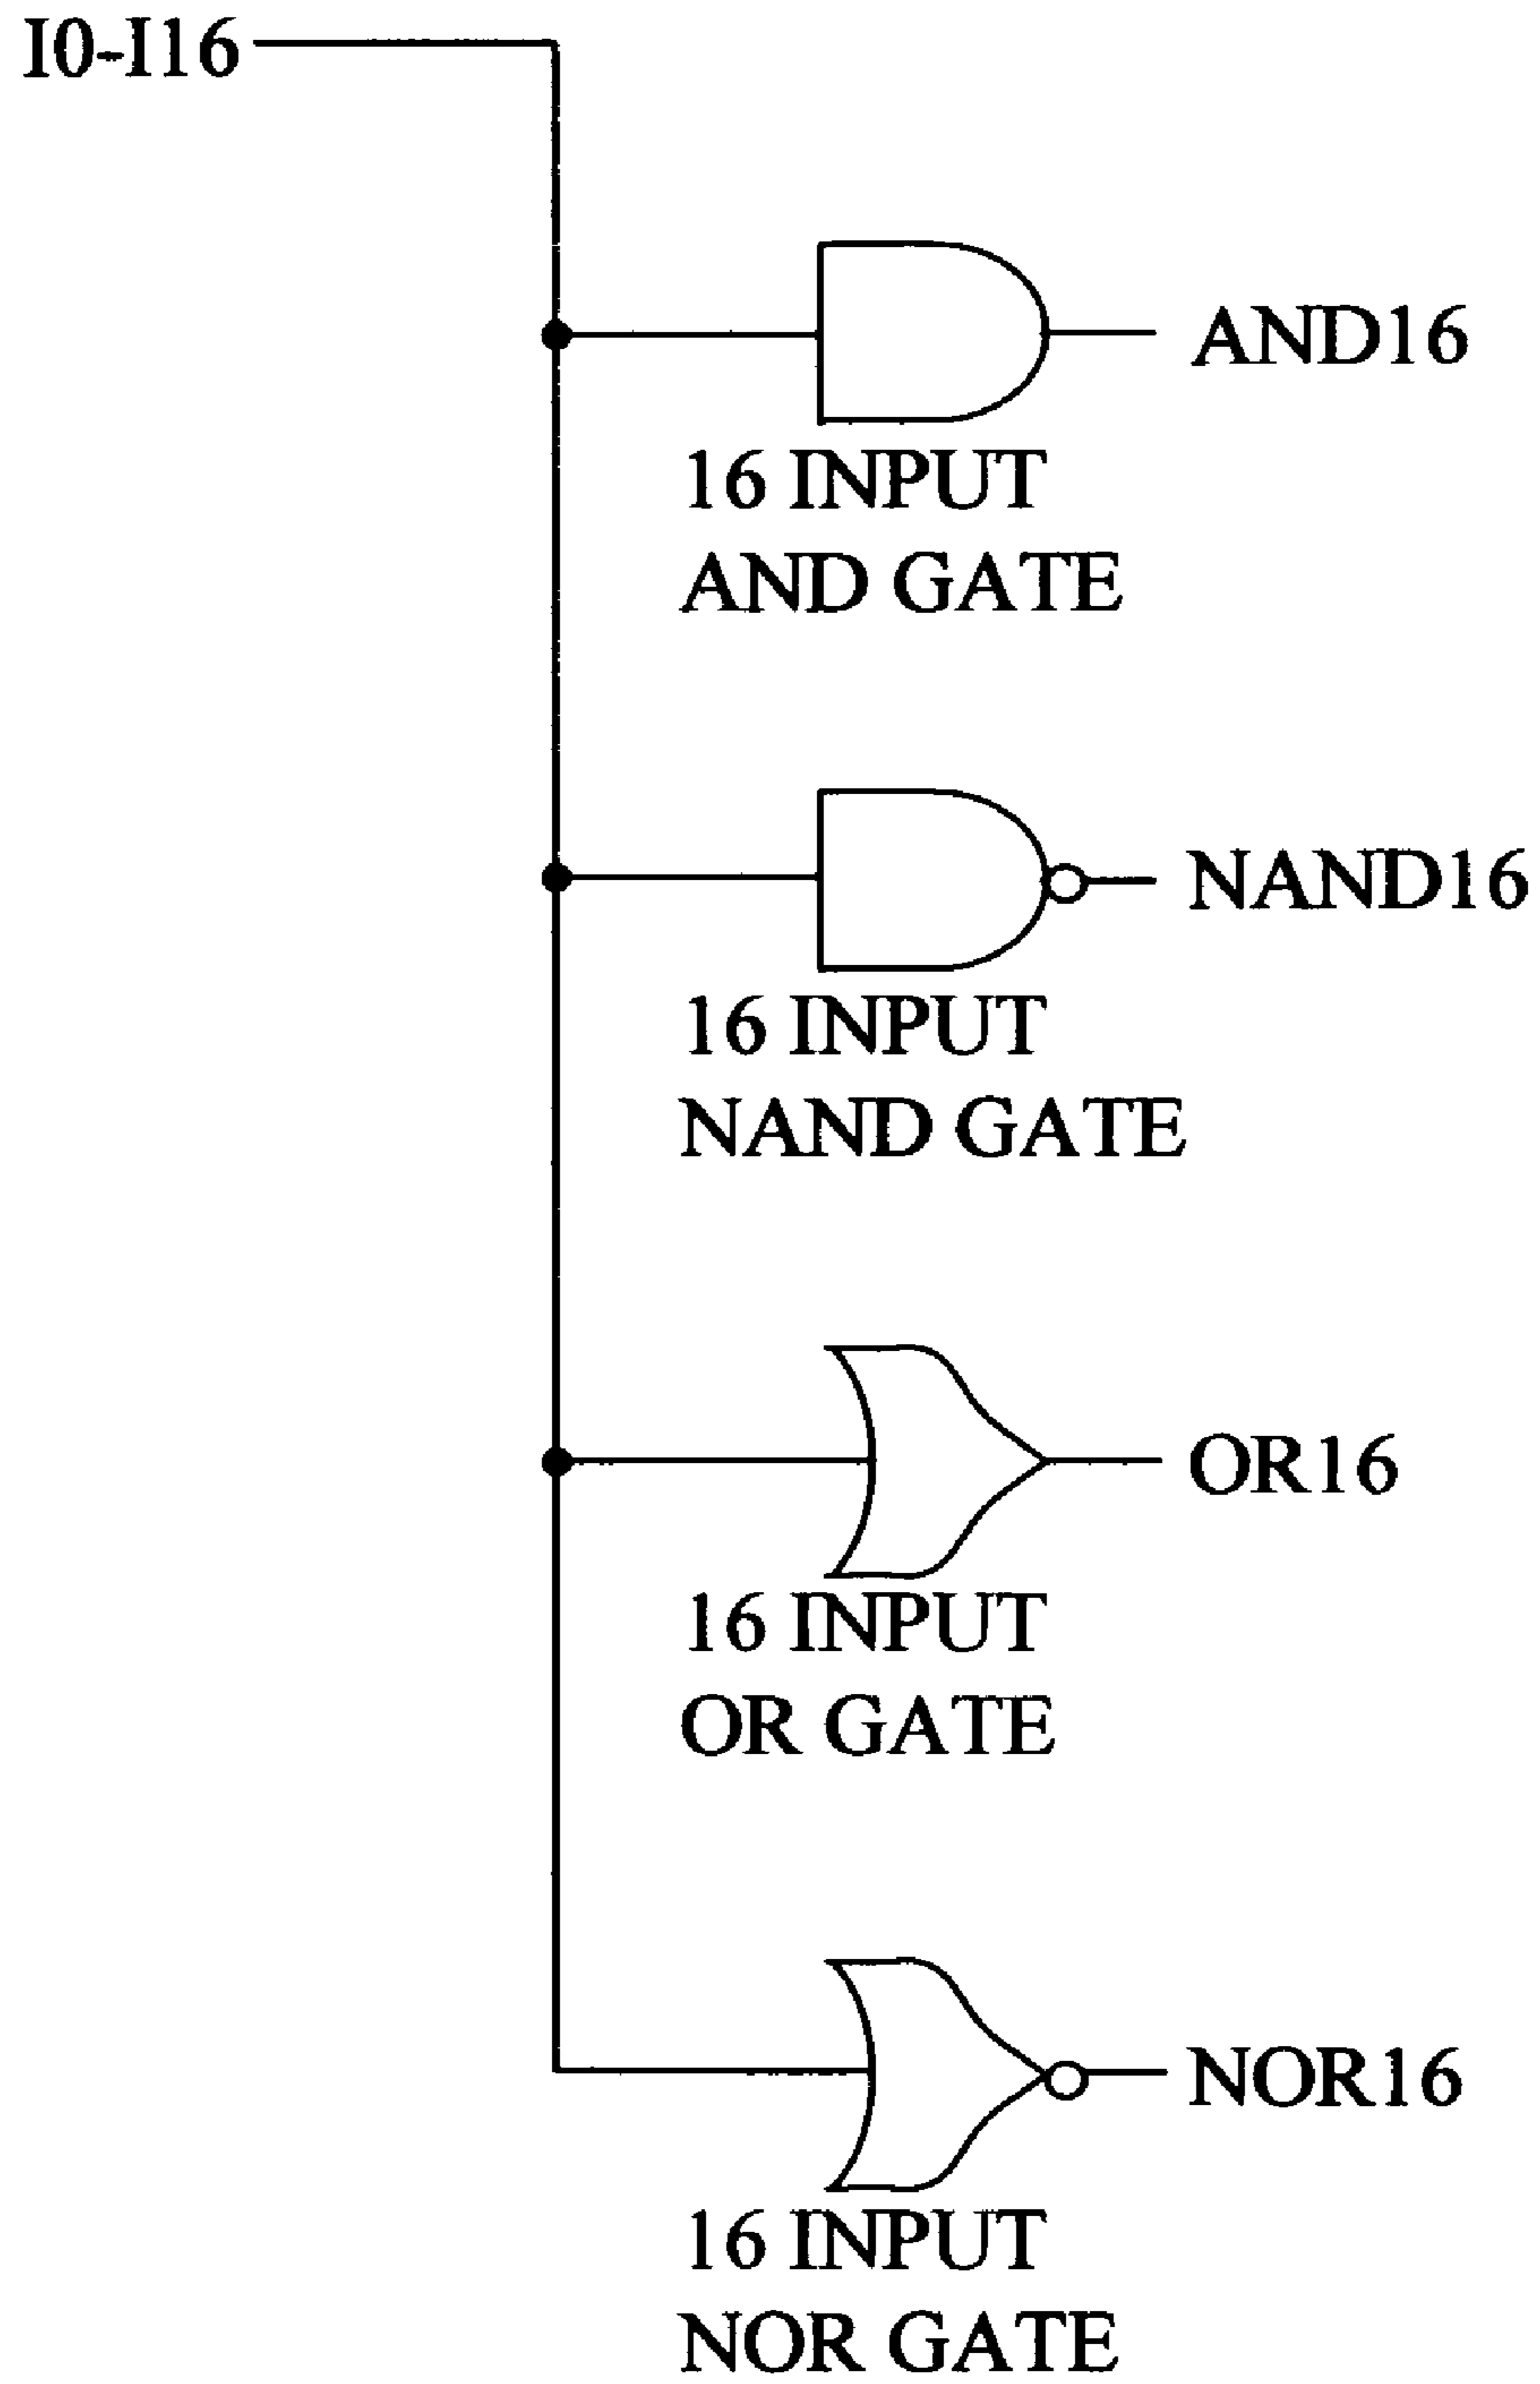 I0-I16
AND16
16 INPUT
AND GATE
NAND16
16 INPUT
NAND GATE
OR16
16 INPUT
OR GATE
NOR16
16 INPUT
NOR GATE